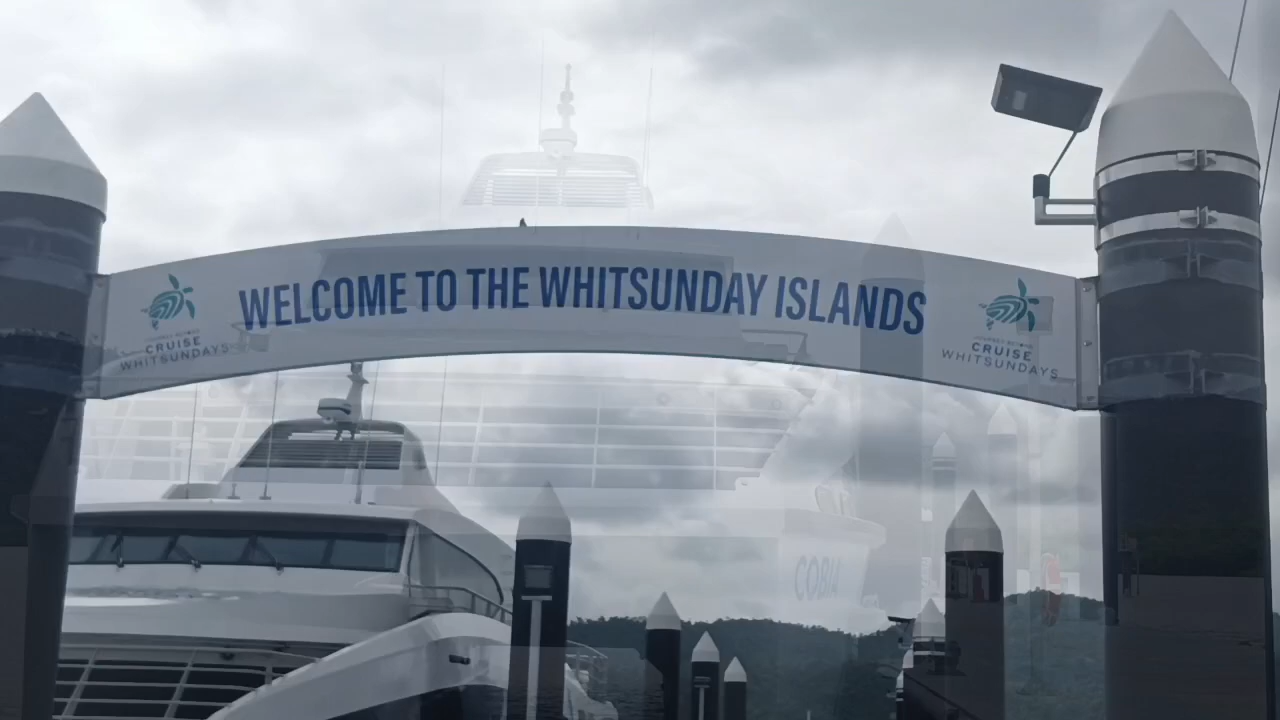 WELCOME TO THE WHITSUNDAY ISLANDS
CRUISE
WHITSUNDAYS
CRUISE
WHITSUNDAYS
COBIA